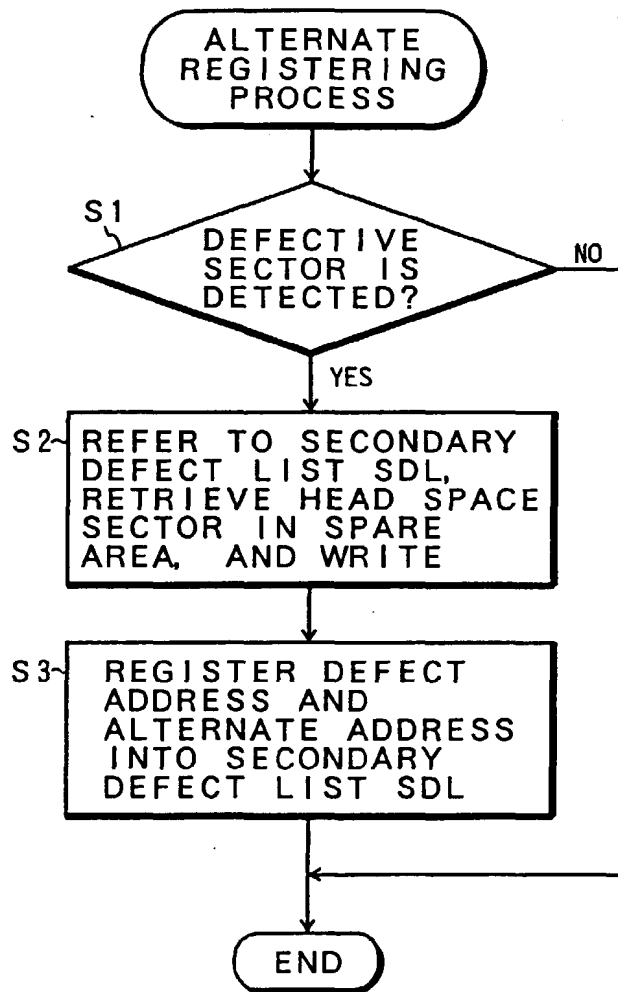 ALTERNATE
REGISTERING
PROCESS
S1
DEFECTIVE
SECTOR IS
DETECTED?
NO
YES
S2
REFER TO SECONDARY
DEFECT LIST SDL,
RETRIEVE HEAD SPACE
SECTOR IN SPARE
AREA, AND WRITE
S3
REGISTER DEFECT
ADDRESS AND
ALTERNATE ADDRESS
INTO SECONDARY
DEFECT LIST SDL
END